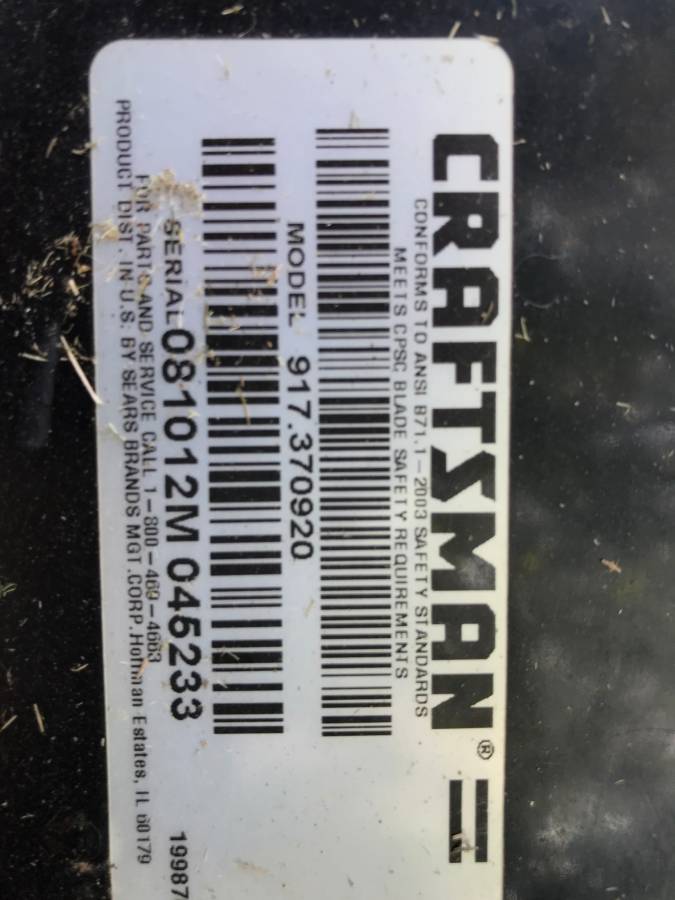 CRAFTSMAN®
CONFORMS TO ANSI B71.1-2003 SAFETY STANDARDS
MEETS CPSC BLADE SAFETY REQUIREMENTS
MODEL 917.370920
SERIAL 081012M 045233
FOR PARTS AND SERVICE CALL 1-800-469-4663
PRODUCT DIST. IN U.S. BY SEARS BRANDS MGT.CORP.Hoffman Estates, IL 60179
19987